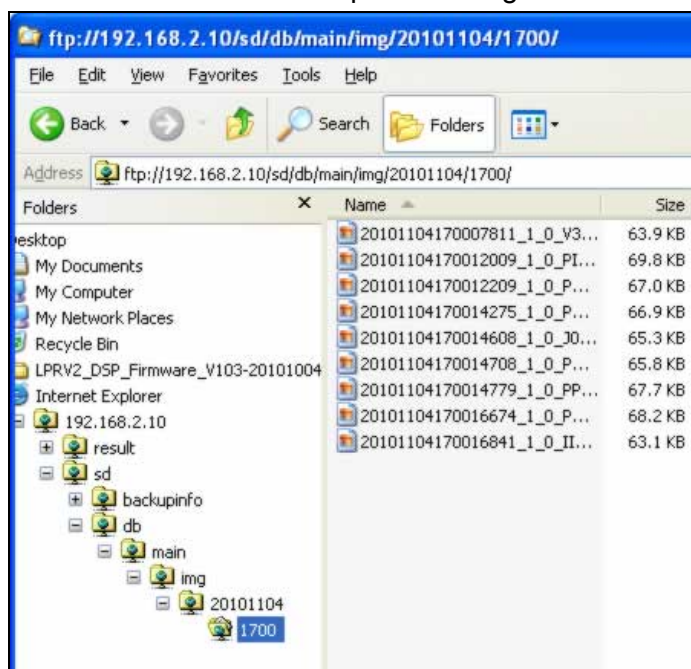 ftp://192.168.2.10/sd/db/main/img/20101104/1700/
File Edit View Favorites Tools Help
Back Search Folders
Address ftp://192.168.2.10/sd/db/main/img/20101104/1700/
Folders x
esktop
My Documents
My Computer
My Network Places
Recycle Bin
LPRV2_DSP_Firmware_V103-20101004
Internet Explorer
192.168.2.10
result
sd
backupinfo
db
main
img
20101104
1700
Name Size
20101104170007811_1_0_V3... 63.9 KB
20101104170012009_1_0_PI... 69.8 KB
20101104170012209_1_0_P... 67.0 KB
20101104170014275_1_0_P... 66.9 KB
20101104170014608_1_0_J0... 65.3 KB
20101104170014708_1_0_P... 65.8 KB
20101104170014779_1_0_PP... 67.7 KB
20101104170016674_1_0_P... 68.2 KB
20101104170016841_1_0_II... 63.1 KB